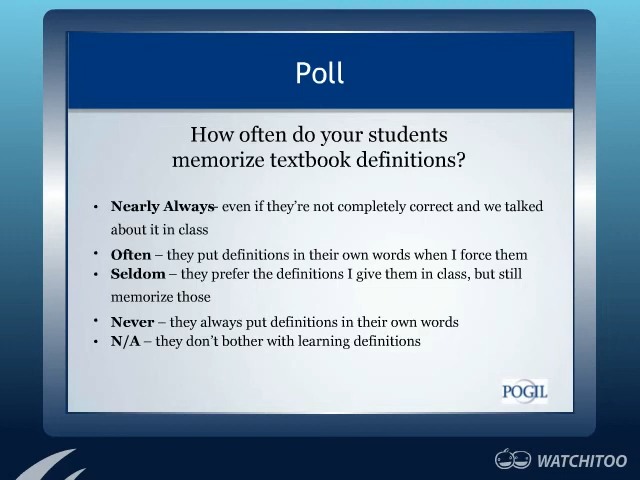 Poll
How often do your students
memorize textbook definitions?
• Nearly Always- even if they're not completely correct and we talked
about it in class
• Often – they put definitions in their own words when I force them
• Seldom – they prefer the definitions I give them in class, but still
memorize those
• Never – they always put definitions in their own words
• N/A – they don't bother with learning definitions
POGIL
WATCHITOO